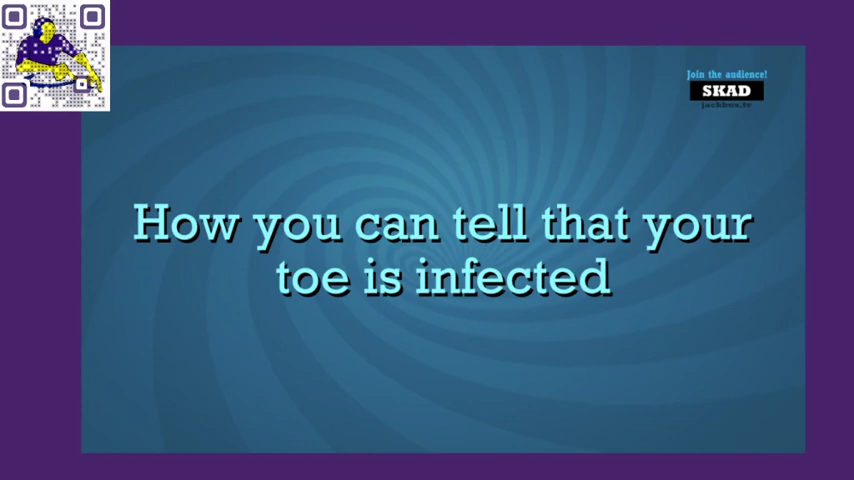 Join the audience!
SKAD
jackbox.tv
How you can tell that your
toe is infected